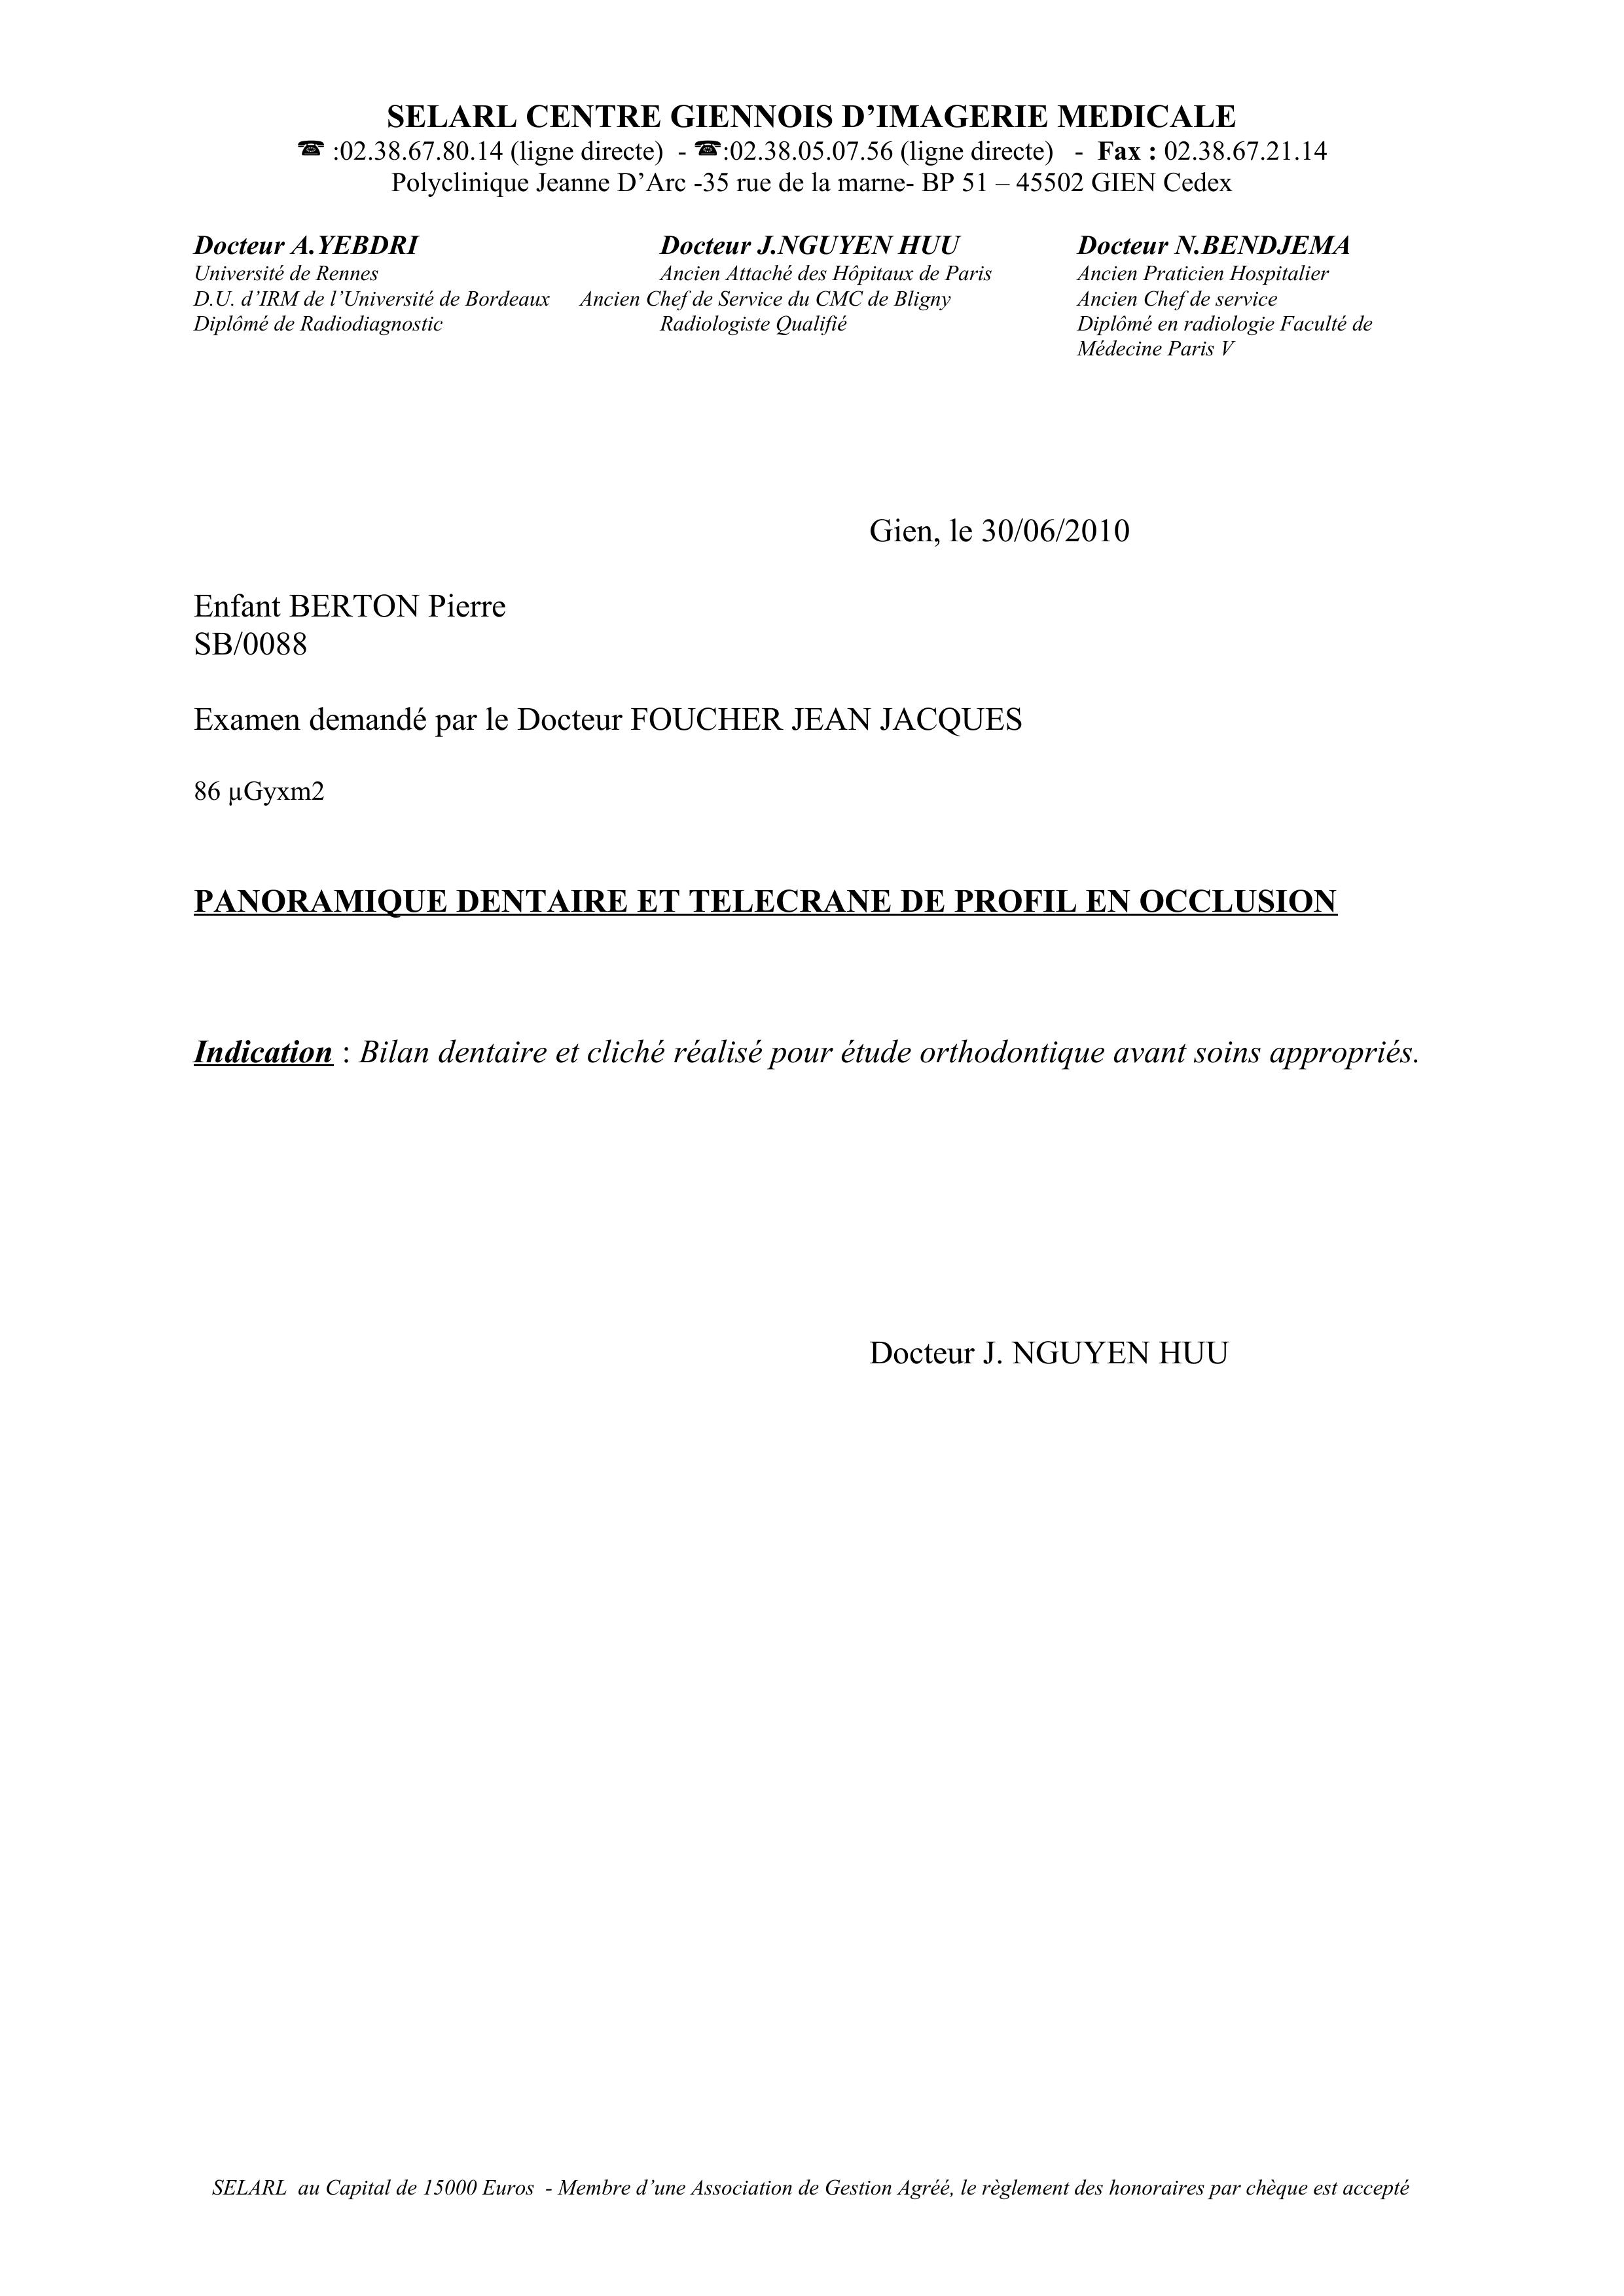 SELARL CENTRE GIENNOIS D’IMAGERIE MEDICALE
☎ :02.38.67.80.14 (ligne directe) - ☎:02.38.05.07.56 (ligne directe) - Fax : 02.38.67.21.14
Polyclinique Jeanne D’Arc -35 rue de la marne- BP 51 – 45502 GIEN Cedex
Docteur A.YEBDRI Docteur J.NGUYEN HUU Docteur N.BENDJEMA
Université de Rennes Ancien Attaché des Hôpitaux de Paris Ancien Praticien Hospitalier
D.U. d’IRM de l’Université de Bordeaux Ancien Chef de Service du CMC de Bligny Ancien Chef de service
Diplômé de Radiodiagnostic Radiologiste Qualifié Diplômé en radiologie Faculté de
Médecine Paris V
Gien, le 30/06/2010
Enfant BERTON Pierre
SB/0088
Examen demandé par le Docteur FOUCHER JEAN JACQUES
86 µGyxm2
PANORAMIQUE DENTAIRE ET TELECRANE DE PROFIL EN OCCLUSION
Indication : Bilan dentaire et cliché réalisé pour étude orthodontique avant soins appropriés.
Docteur J. NGUYEN HUU
SELARL au Capital de 15000 Euros - Membre d’une Association de Gestion Agréé, le règlement des honoraires par chèque est accepté